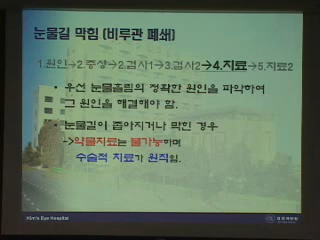 눈물길 막힘 (비루관 폐쇄)
1.원인→2.증상→2.검사1→3.검사2→4.치료→5.치료2
• 우선 눈물흘림의 정확한 원인을 파악하여
그 원인을 해결해야 함.
• 눈물길이 좁아지거나 막힌 경우
->약물치료는 불가능하며
수술적 치료가 원칙임.
Kim's Eye Hospital